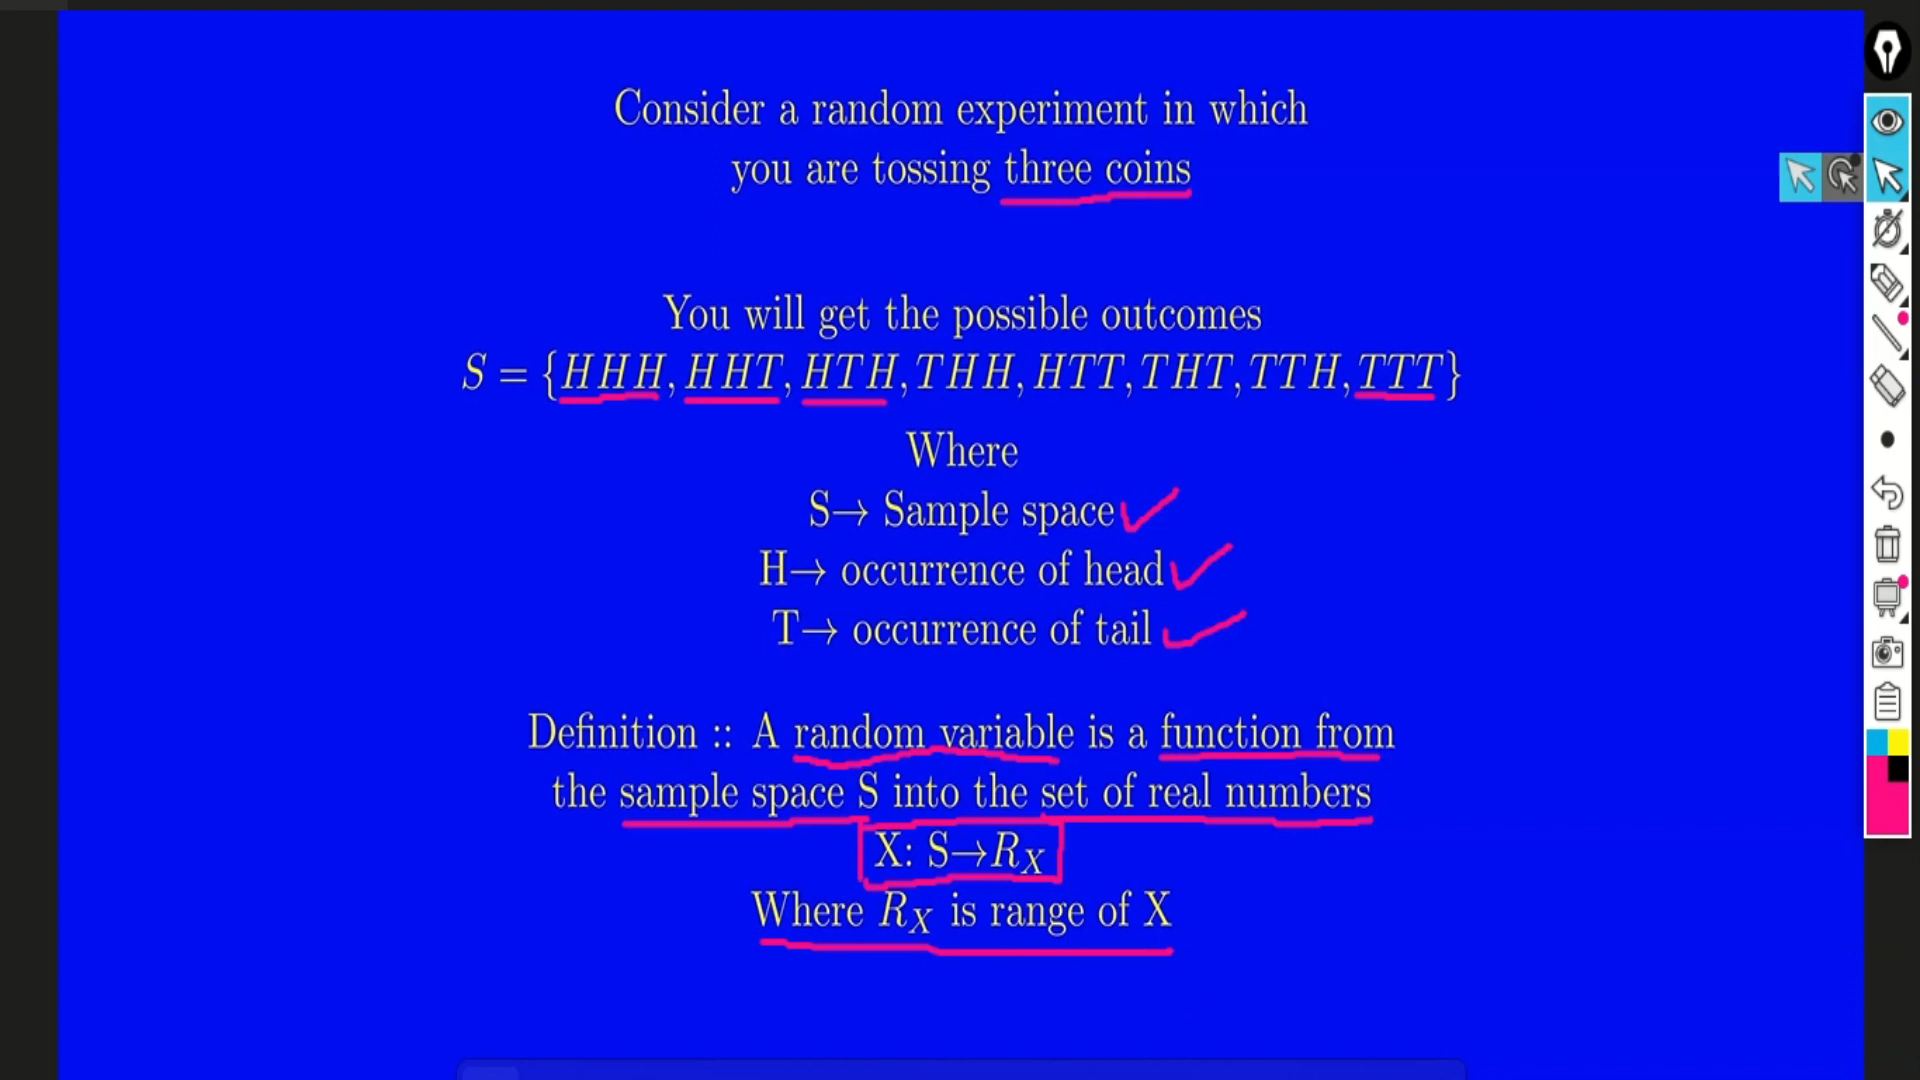 Consider a random experiment in which
you are tossing three coins
You will get the possible outcomes
S = {HHH, HHT, HTH, THH, HTT, THT, TTH, TTT}
Where
S→ Sample space
H→ occurrence of head
T→ occurrence of tail
Definition :: A random variable is a function from
the sample space S into the set of real numbers
X: S→R_X
Where R_X is range of X